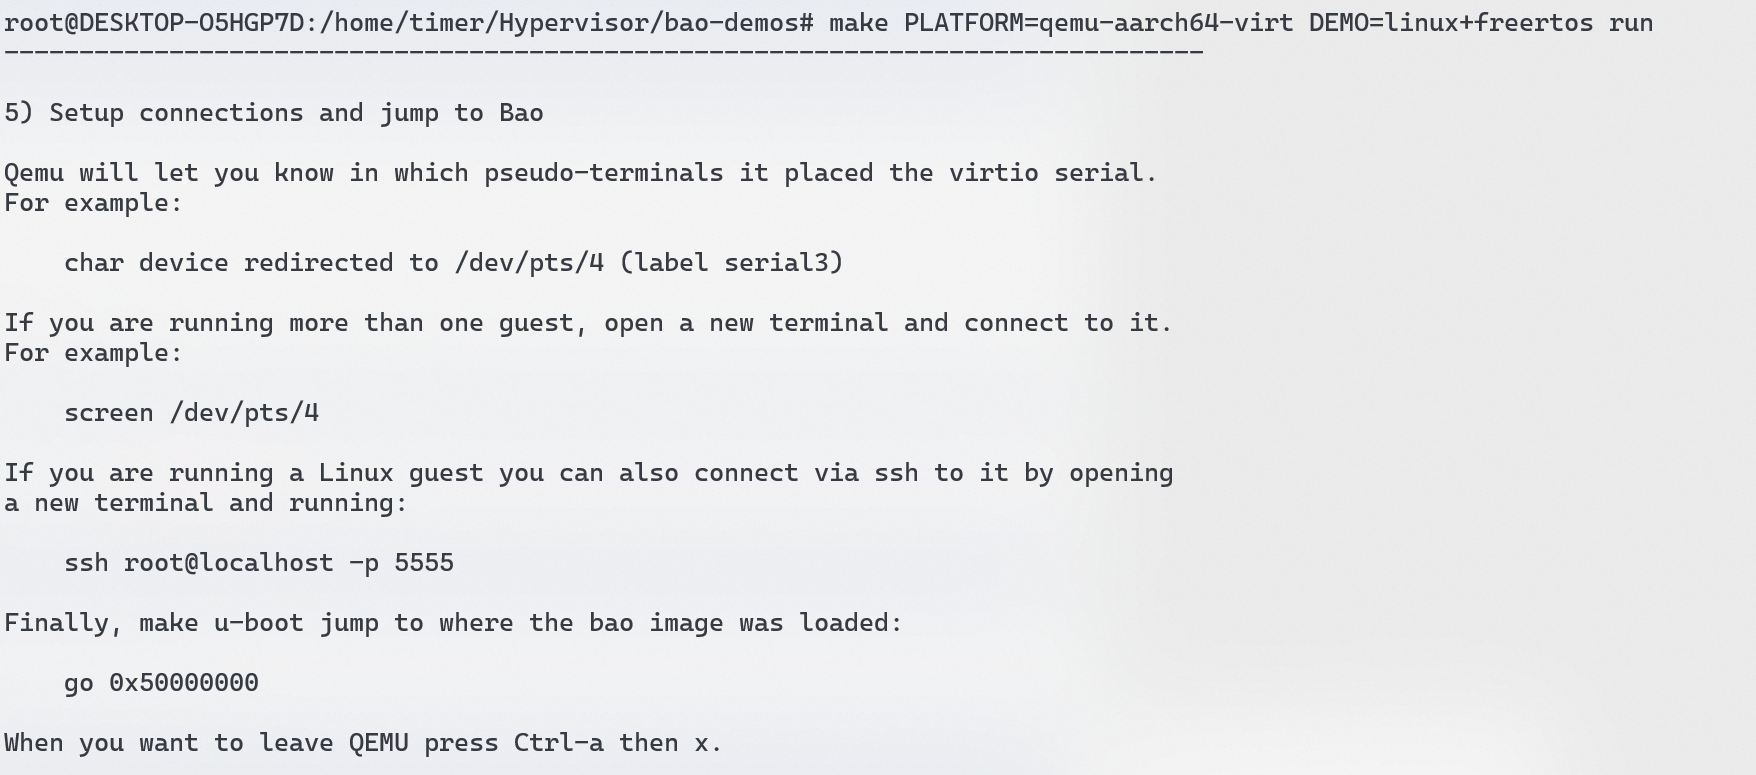 root@DESKTOP-O5HGP7D:/home/timer/Hypervisor/bao-demos# make PLATFORM=qemu-aarch64-virt DEMO=linux+freertos run
--------------------------------------------------------------------------------
5) Setup connections and jump to Bao
Qemu will let you know in which pseudo-terminals it placed the virtio serial.
For example:
    char device redirected to /dev/pts/4 (label serial3)
If you are running more than one guest, open a new terminal and connect to it.
For example:
    screen /dev/pts/4
If you are running a Linux guest you can also connect via ssh to it by opening
a new terminal and running:
    ssh root@localhost -p 5555
Finally, make u-boot jump to where the bao image was loaded:
    go 0x50000000
When you want to leave QEMU press Ctrl-a then x.